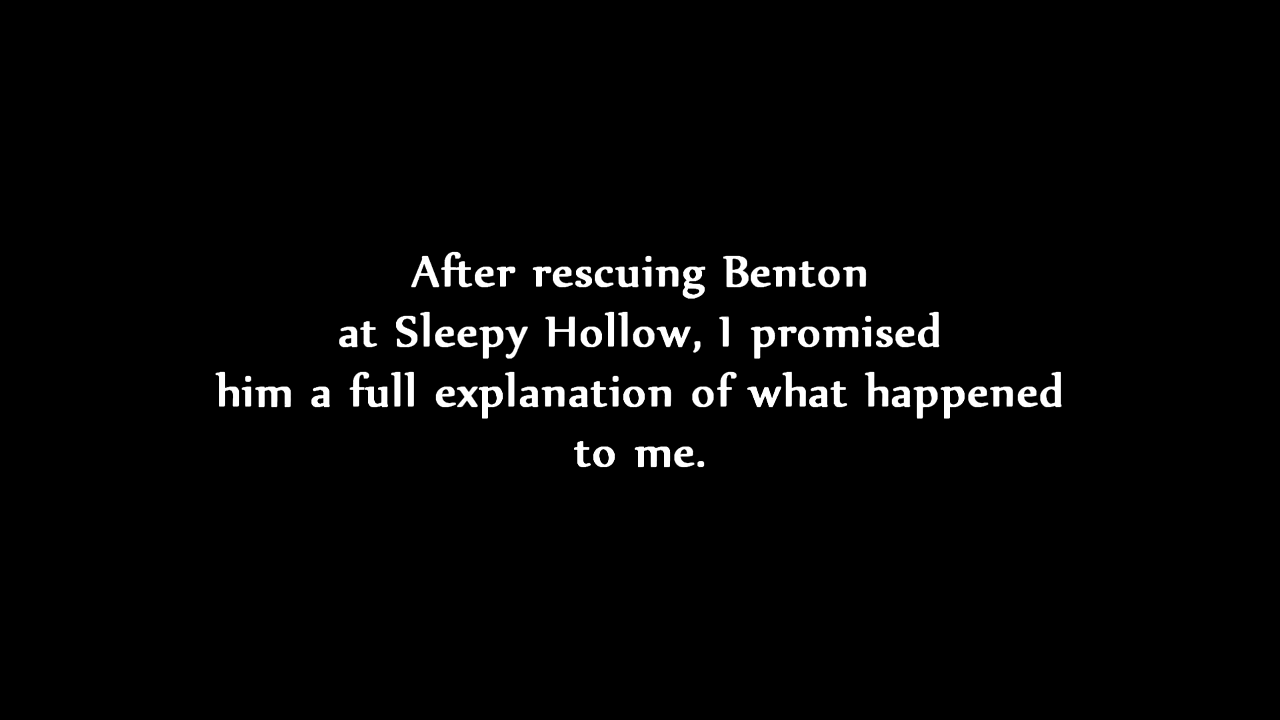 After rescuing Benton
at Sleepy Hollow, I promised
him a full explanation of what happened
to me.